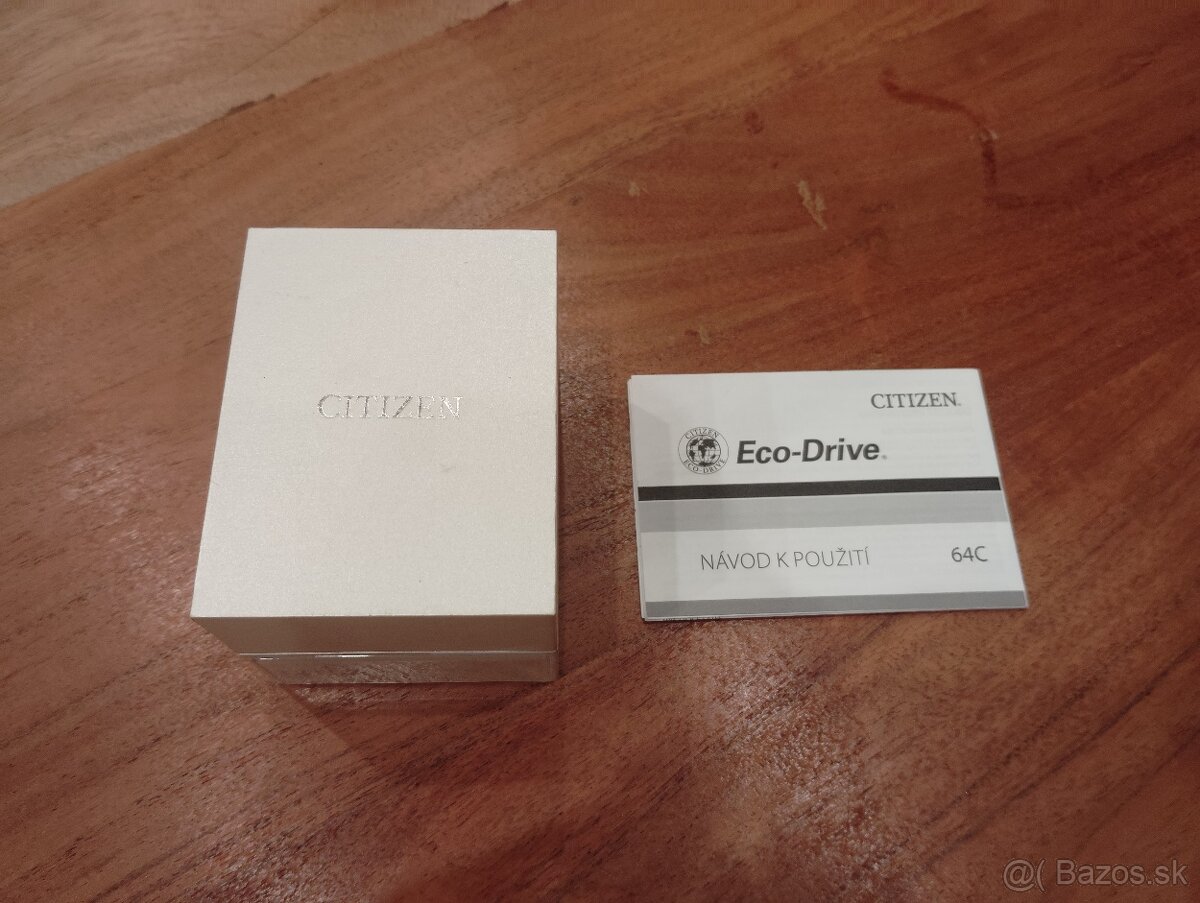 CITIZEN
CITIZEN®
CITIZEN
ECO-DRIVE
Eco-Drive®
NÁVOD K POUŽITÍ 64C
@( Bazos.sk